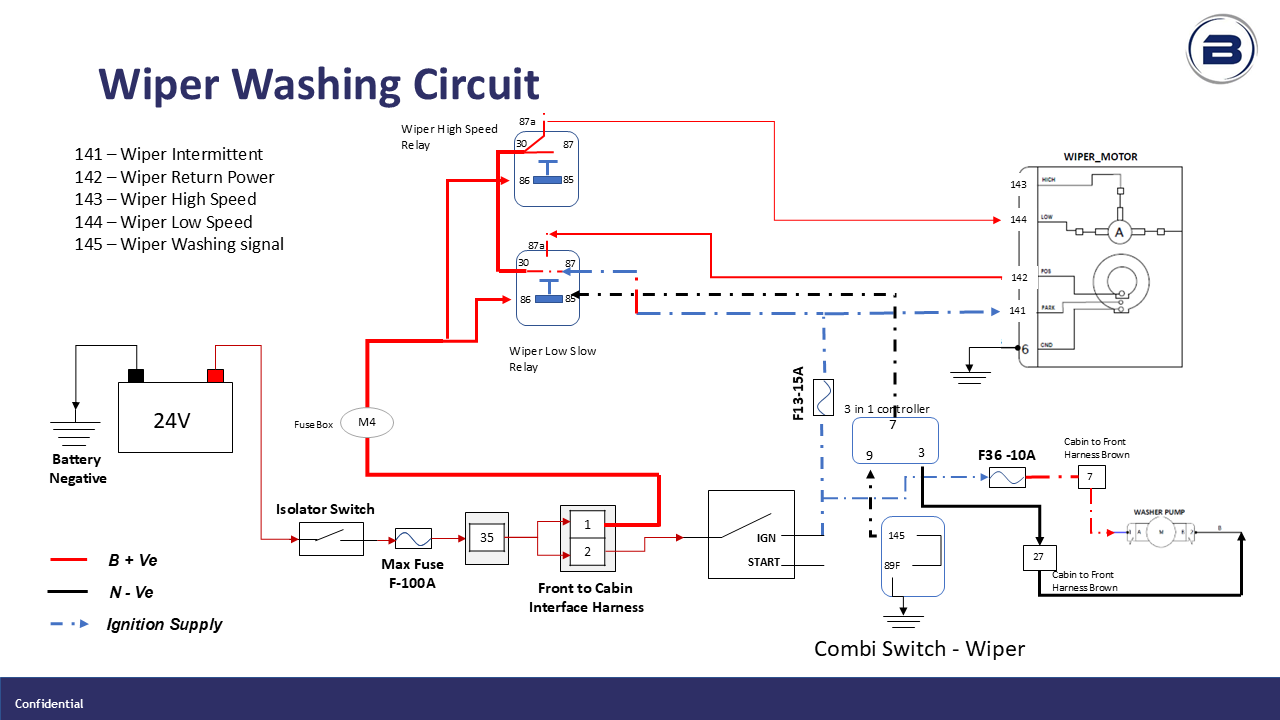 Wiper Washing Circuit
B
141 – Wiper Intermittent
142 – Wiper Return Power
143 – Wiper High Speed
144 – Wiper Low Speed
145 – Wiper Washing signal
Wiper High Speed
Relay
87a
30
87
86
85
87a
30
87
86
85
Wiper Low Slow
Relay
WIPER_MOTOR
143
HIGH
144
LOW
A
142
POS
141
PARK
6
GND
24V
Battery
Negative
Fuse Box
M4
F13-15A
3 in 1 controller
7
9
3
F36 -10A
Cabin to Front
Harness Brown
7
WASHER PUMP
A
M
B
Isolator Switch
Max Fuse
F-100A
35
1
2
Front to Cabin
Interface Harness
IGN
START
145
89F
27
Cabin to Front
Harness Brown
B + Ve
N - Ve
Ignition Supply
Combi Switch - Wiper
Confidential